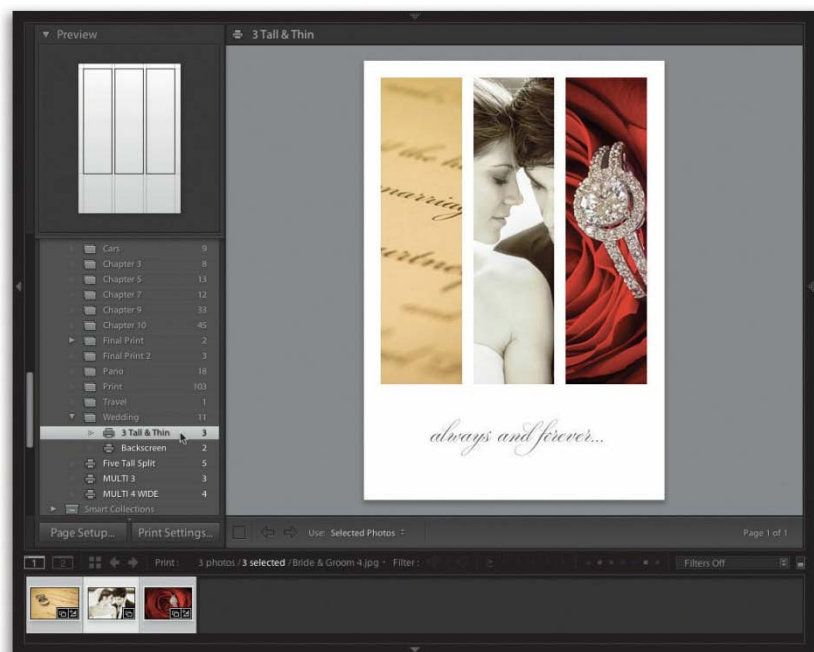 Preview
3 Tall & Thin
Cars 9
Chapter 3 8
Chapter 5 13
Chapter 7 12
Chapter 9 33
Chapter 10 45
Final Print 2
Final Print 2 3
Pano 18
Print 103
Travel 1
Wedding 11
3 Tall & Thin 3
Backscreen 2
Five Tall Split 5
MULTI 3 3
MULTI 4 WIDE 4
Smart Collections
marriag
always and forever...
Page Setup... Print Settings... Use: Selected Photos Page 1 of 1
1 2 Print: 3 photos / 3 selected / Bride & Groom 4.jpg Filter: Filters Off